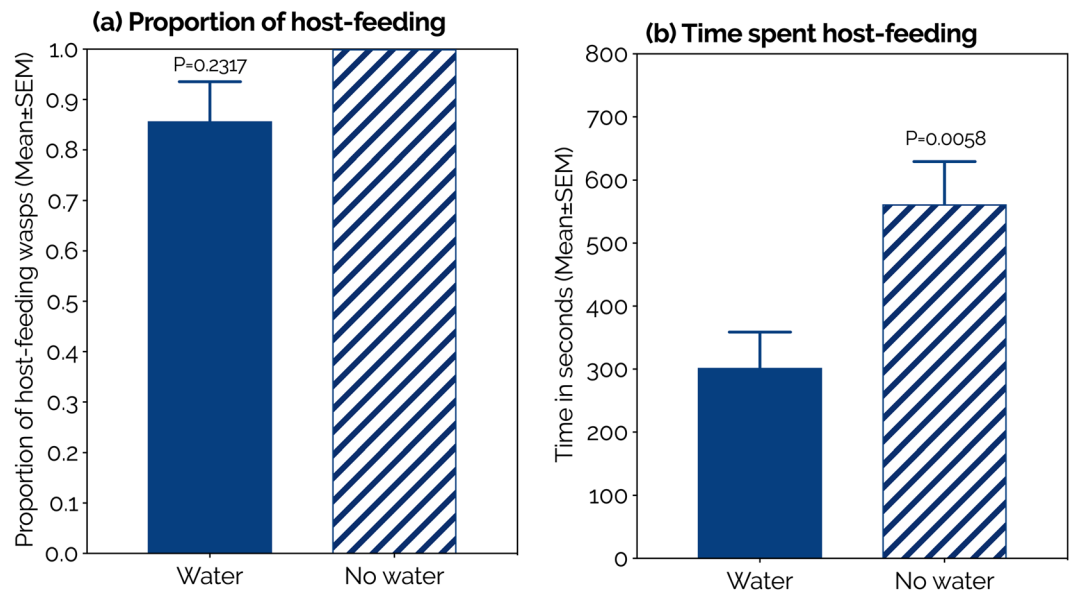 (a) Proportion of host-feeding
Proportion of host-feeding wasps (Mean±SEM)
1.0
0.9
0.8
0.7
0.6
0.5
0.4
0.3
0.2
0.1
0.0
P=0.2317
Water
No water
(b) Time spent host-feeding
Time in seconds (Mean±SEM)
800
700
600
500
400
300
200
100
0
P=0.0058
Water
No water